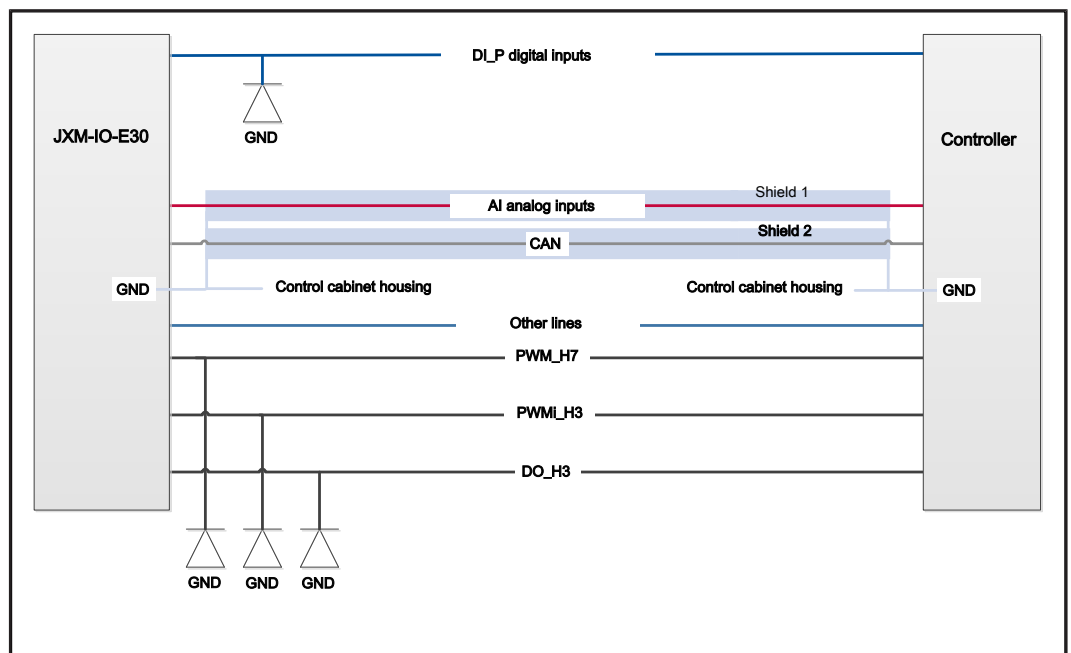 DI_P digital inputs
JXM-IO-E30
GND
Controller
Shield 1
AI analog inputs
Shield 2
CAN
GND
Control cabinet housing
Control cabinet housing
GND
Other lines
PWM_H7
PWMi_H3
DO_H3
GND
GND
GND